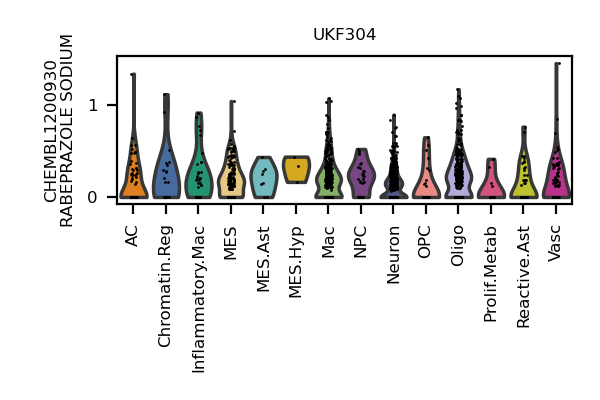 UKF304
CHEMBL1200930
RABEPRAZOLE SODIUM
1
0
AC
Chromatin.Reg
Inflammatory.Mac
MES
MES.Ast
MES.Hyp
Mac
NPC
Neuron
OPC
Oligo
Prolif.Metab
Reactive.Ast
Vasc